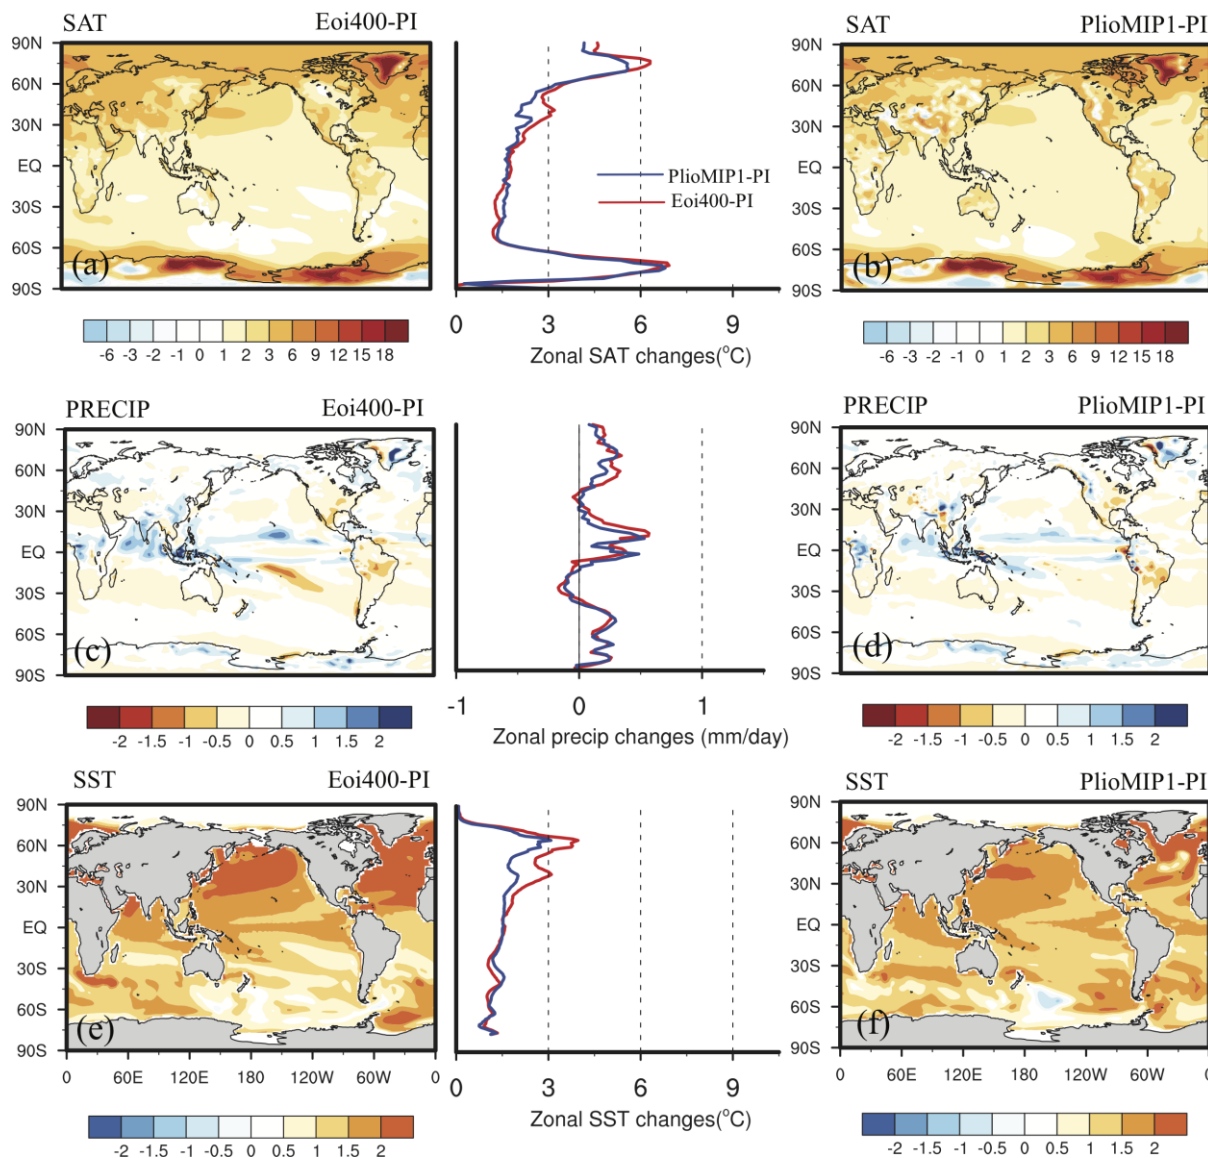 SAT Eoi400-PI
SAT PlioMIP1-PI
90N
60N
30N
EQ
30S
60S
90S
(a)
-6 -3 -2 -1 0 1 2 3 6 9 12 15 18
PlioMIP1-PI
Eoi400-PI
0 3 6 9
Zonal SAT changes(°C)
90N
60N
30N
EQ
30S
60S
90S
(b)
-6 -3 -2 -1 0 1 2 3 6 9 12 15 18
PRECIP Eoi400-PI
PRECIP PlioMIP1-PI
90N
60N
30N
EQ
30S
60S
90S
(c)
-2 -1.5 -1 -0.5 0 0.5 1 1.5 2
-1 0 1
Zonal precip changes (mm/day)
90N
60N
30N
EQ
30S
60S
90S
(d)
-2 -1.5 -1 -0.5 0 0.5 1 1.5 2
SST Eoi400-PI
SST PlioMIP1-PI
90N
60N
30N
EQ
30S
60S
90S
(e)
0 60E 120E 180 120W 60W 0
-2 -1.5 -1 -0.5 0 0.5 1 1.5 2
0 3 6 9
Zonal SST changes(°C)
90N
60N
30N
EQ
30S
60S
90S
(f)
0 60E 120E 180 120W 60W 0
-2 -1.5 -1 -0.5 0 0.5 1 1.5 2